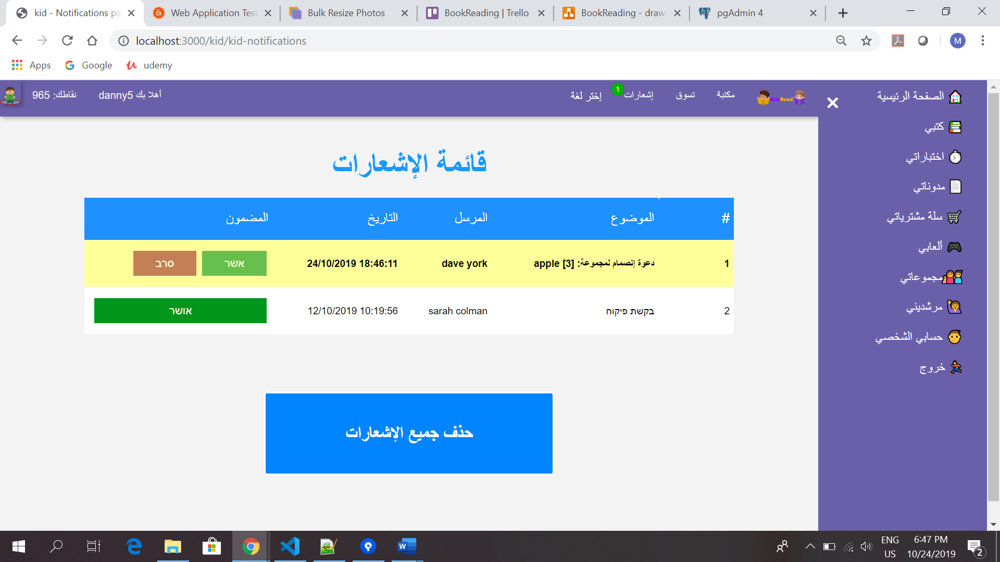 kid - Notifications pa
Web Application Test
Bulk Resize Photos
BookReading | Trello
BookReading - draw.
pgAdmin 4
localhost:3000/kid/kid-notifications
M
Apps
Google
udemy
KidsRead
مكتبة
تسوق
إشعارات
1
إختر لغة
أهلا بك danny5
نقاطك: 965
الصفحة الرئيسية
كتبي
اختباراتي
مدوناتي
سلة مشترياتي
ألعابي
مجموعاتي
مرشديني
حسابي الشخصي
خروج
قائمة الإشعارات
# الموضوع المرسل التاريخ المضمون
1 دعوة إنضمام لمجموعة: apple [3] dave york 24/10/2019 18:46:11 אשר סרב
2 בקשת פיקוח sarah colman 12/10/2019 10:19:56 אושר
حذف جميع الإشعارات
ENG
US
6:47 PM
10/24/2019
2